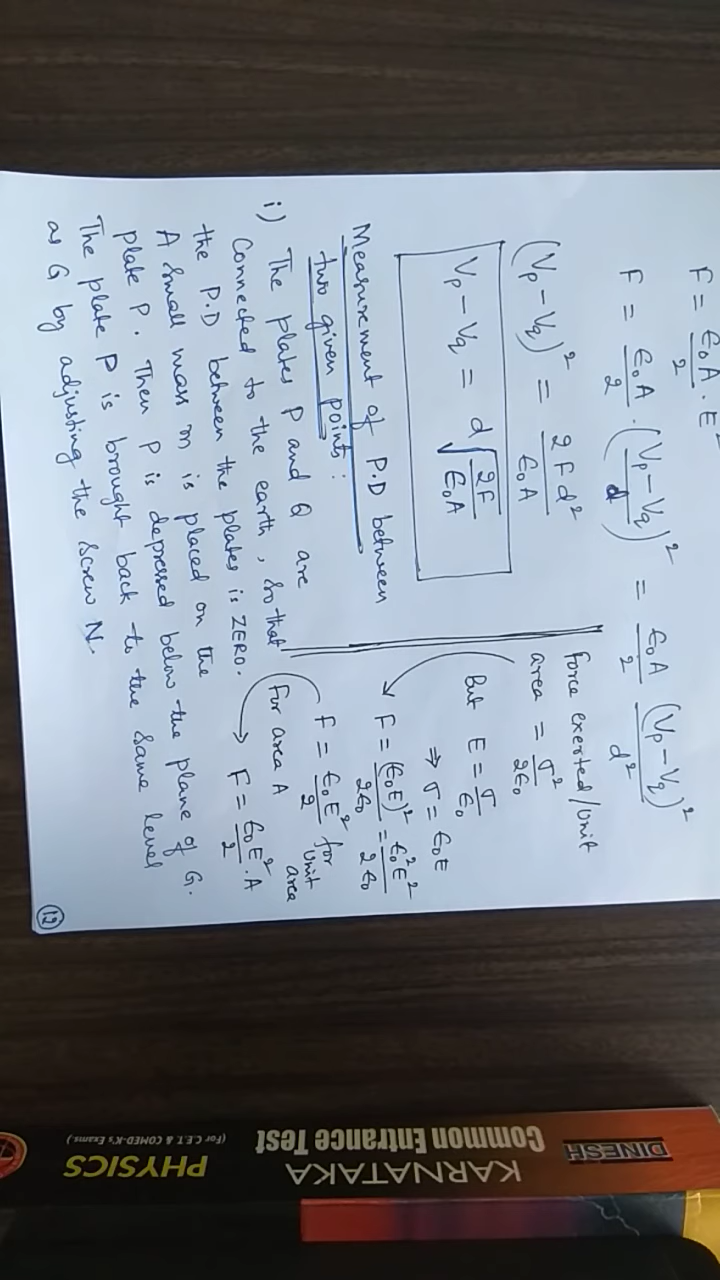 F = ε₀A/2 · E²
F = ε₀A/2 · ((Vp − Vq)/d)² = ε₀A/2 (Vp − Vq)²/d²
(Vp − Vq)² = 2Fd²/ε₀A
Vp − Vq = d√(2F/ε₀A)
force exerted/unit
area = σ²/2ε₀
But E = σ/ε₀
⇒ σ = ε₀E
F = (ε₀E)²/2ε₀ = ε₀²E²/2ε₀
F = ε₀E²/2 for unit area
for area A
→ F = ε₀E²/2 · A
Measurement of P.D between
two given points :
i) The plates P and Q are
Connected to the earth, so that
the P.D between the plates is ZERO.
A small mass m is placed on the
plate P. Then P is depressed below the plane of G.
The plate P is brought back to the same level
as G by adjusting the screw N.
12
DINESH
KARNATAKA
Common Entrance Test
PHYSICS
(For C.E.T & COMED-K's Exams.)